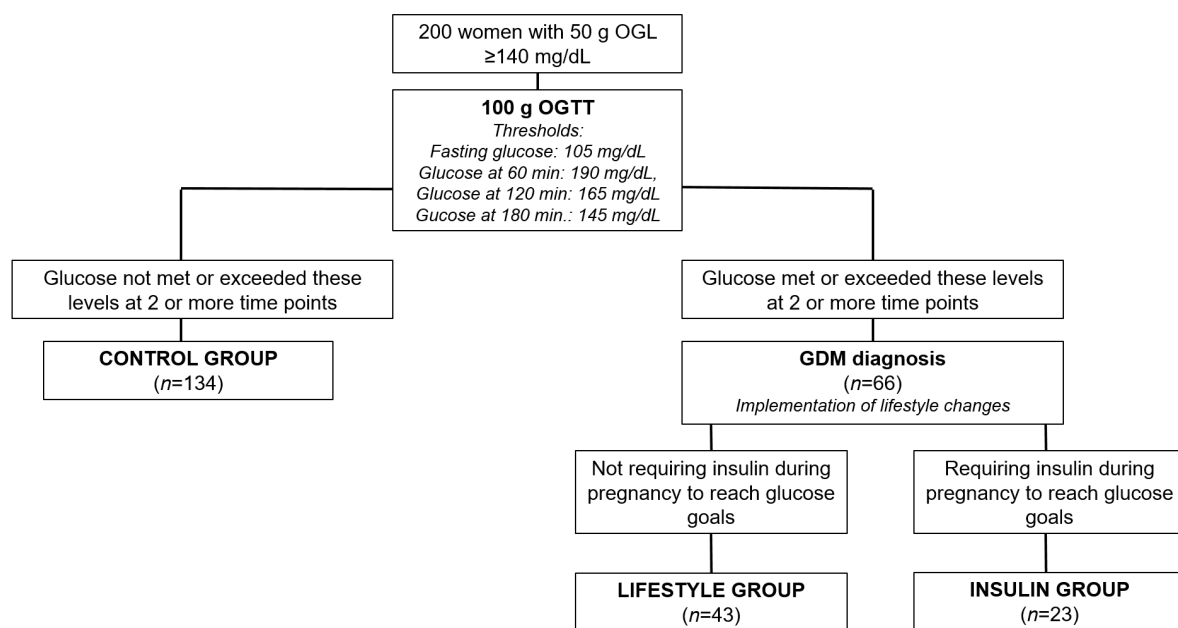 200 women with 50 g OGL
≥140 mg/dL
100 g OGTT
Thresholds:
Fasting glucose: 105 mg/dL
Glucose at 60 min: 190 mg/dL,
Glucose at 120 min: 165 mg/dL
Gucose at 180 min.: 145 mg/dL
Glucose not met or exceeded these
levels at 2 or more time points
CONTROL GROUP
(n=134)
Glucose met or exceeded these levels
at 2 or more time points
GDM diagnosis
(n=66)
Implementation of lifestyle changes
Not requiring insulin during
pregnancy to reach glucose
goals
LIFESTYLE GROUP
(n=43)
Requiring insulin during
pregnancy to reach glucose
goals
INSULIN GROUP
(n=23)